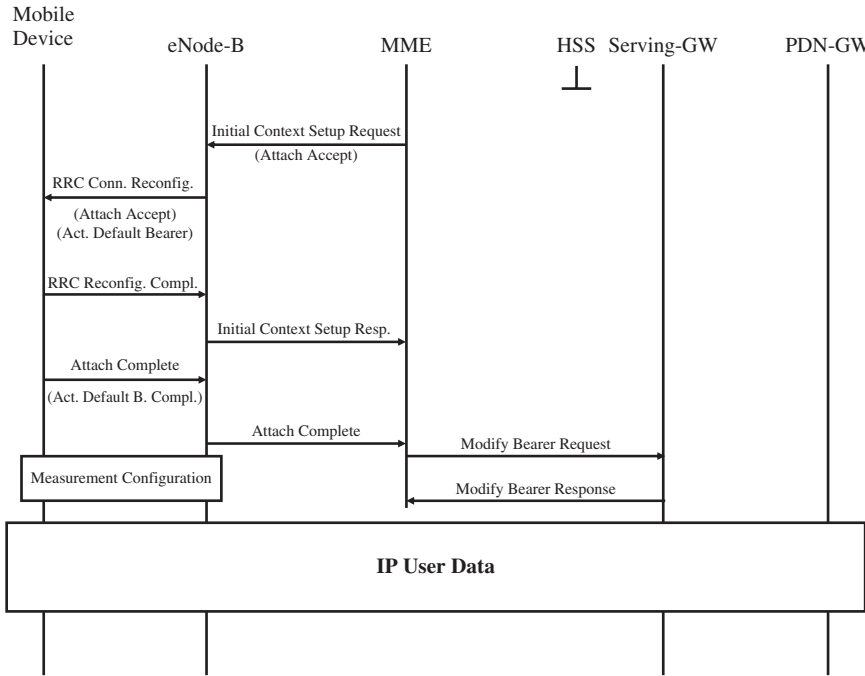 Mobile
Device
eNode-B
MME
HSS
Serving-GW
PDN-GW
Initial Context Setup Request
(Attach Accept)
RRC Conn. Reconfig.
(Attach Accept)
(Act. Default Bearer)
RRC Reconfig. Compl.
Initial Context Setup Resp.
Attach Complete
(Act. Default B. Compl.)
Attach Complete
Modify Bearer Request
Measurement Configuration
Modify Bearer Response
IP User Data